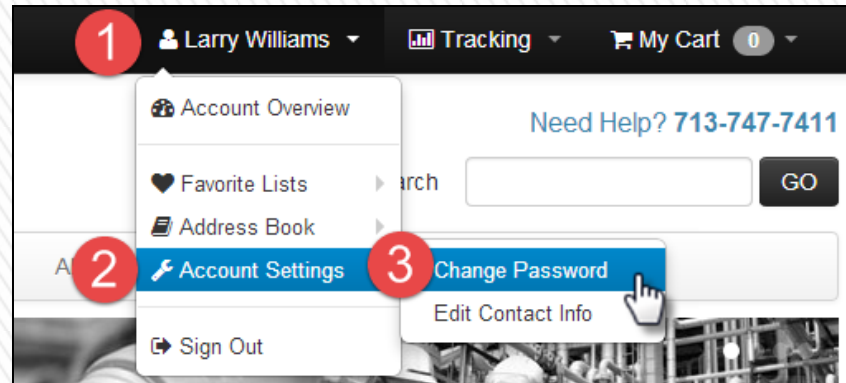 1 Larry Williams Tracking My Cart 0
Account Overview
Need Help? 713-747-7411
Favorite Lists
arch GO
Address Book
2 Account Settings 3 Change Password
Edit Contact Info
Sign Out